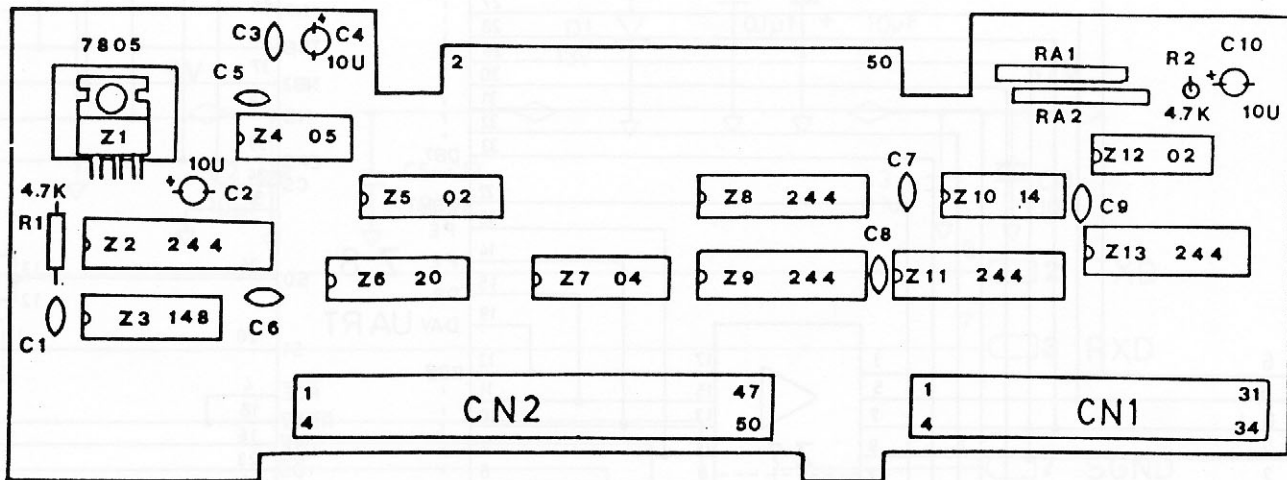 7805
Z1
C3
C4
10U
C5
Z4 05
2
50
RA1
RA2
R2
4.7K
C10
10U
Z12 02
10U
C2
4.7K
R1
Z2 244
Z5 02
Z8 244
C7
Z10 14
C9
Z13 244
Z3 148
C1
C6
Z6 20
Z7 04
Z9 244
C8
Z11 244
1
4
CN2
47
50
1
4
CN1
31
34
UART
RXD